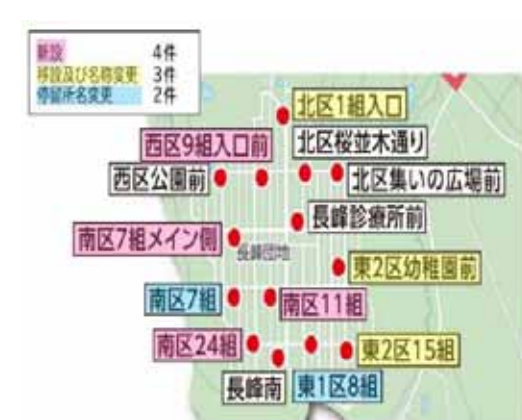 新設 4件
移設及び名称変更 3件
停留所名変更 2件
北区1組入口
西区9組入口前
北区桜並木通り
西区公園前
北区集いの広場前
長峰診療所前
南区7組メイン側
長峰団地
東2区幼稚園前
南区7組
南区11組
南区24組
東2区15組
長峰南
東1区8組